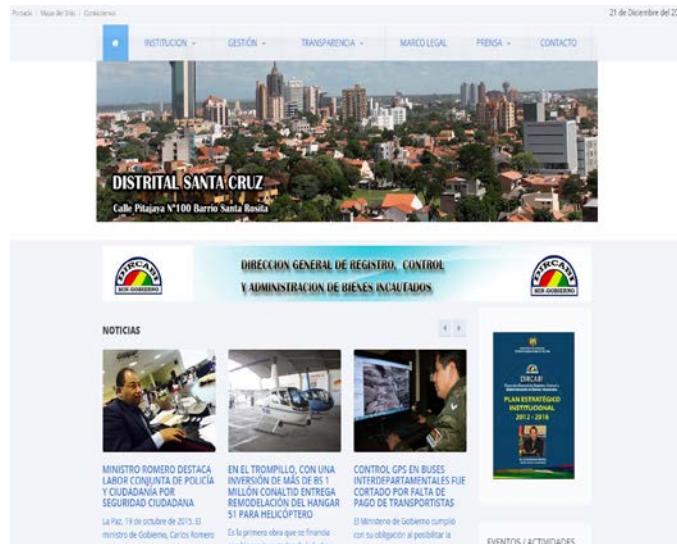 Portada | Mapa del Sitio | Contáctenos
21 de Diciembre del 20
INSTITUCION
GESTIÓN
TRANSPARENCIA
MARCO LEGAL
PRENSA
CONTACTO
DISTRITAL SANTA CRUZ
Calle Pitajaya N°100 Barrio Santa Rosita
DIRCABI
MIN-GOBIERNO
DIRECCION GENERAL DE REGISTRO, CONTROL
Y ADMINISTRACION DE BIENES INCAUTADOS
DIRCABI
MIN-GOBIERNO
NOTICIAS
MINISTRO ROMERO DESTACA
LABOR CONJUNTA DE POLICÍA
Y CIUDADANÍA POR
SEGURIDAD CIUDADANA
La Paz, 19 de octubre de 2015. El
ministro de Gobierno, Carlos Romero
EN EL TROMPILLO, CON UNA
INVERSIÓN DE MÁS DE BS 1
MILLÓN CONALTID ENTREGA
REMODELACIÓN DEL HANGAR
51 PARA HELICÓPTERO
Es la primera obra que se financia
CONTROL GPS EN BUSES
INTERDEPARTAMENTALES FUE
CORTADO POR FALTA DE
PAGO DE TRANSPORTISTAS
El Ministerio de Gobierno cumplió
con su obligación al posibilitar la
DIRCABI
PLAN ESTRATÉGICO
INSTITUCIONAL
2012 - 2016
EVENTOS / ACTIVIDADES